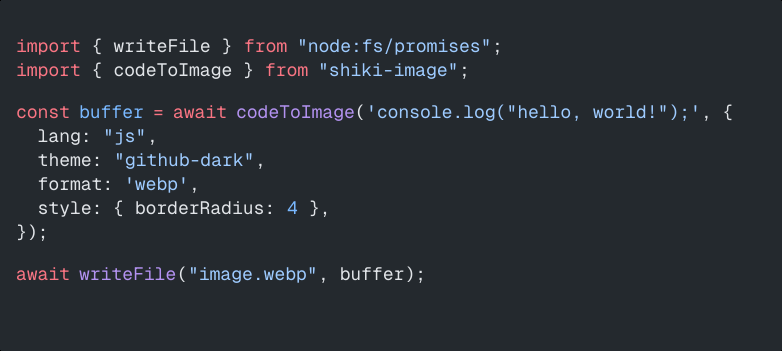 import { writeFile } from "node:fs/promises";
import { codeToImage } from "shiki-image";
const buffer = await codeToImage('console.log("hello, world!");', {
  lang: "js",
  theme: "github-dark",
  format: 'webp',
  style: { borderRadius: 4 },
});
await writeFile("image.webp", buffer);